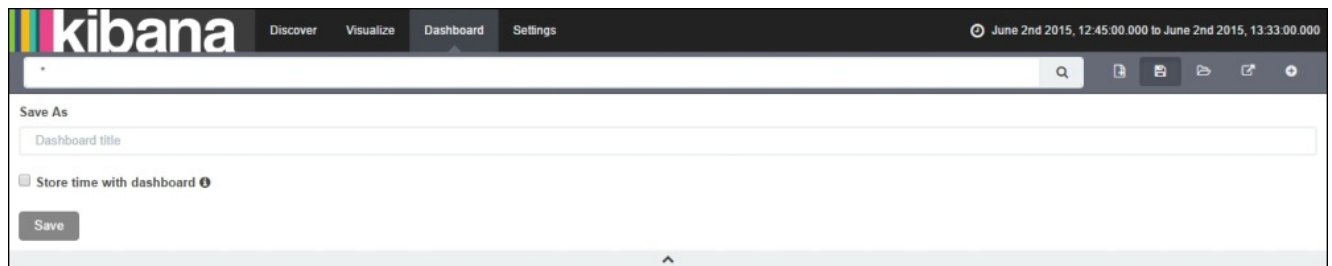 kibana Discover Visualize Dashboard Settings June 2nd 2015, 12:45:00.000 to June 2nd 2015, 13:33:00.000
*
Save As
Dashboard title
Store time with dashboard
Save